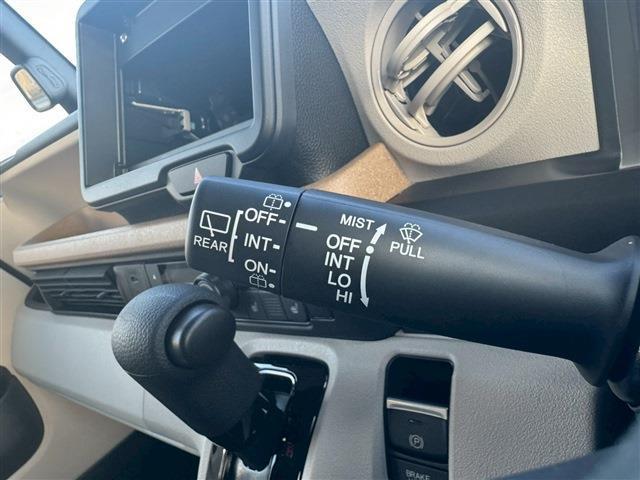 OFF
INT
ON
REAR
MIST
OFF
INT
LO
HI
PULL
P
BRAKE